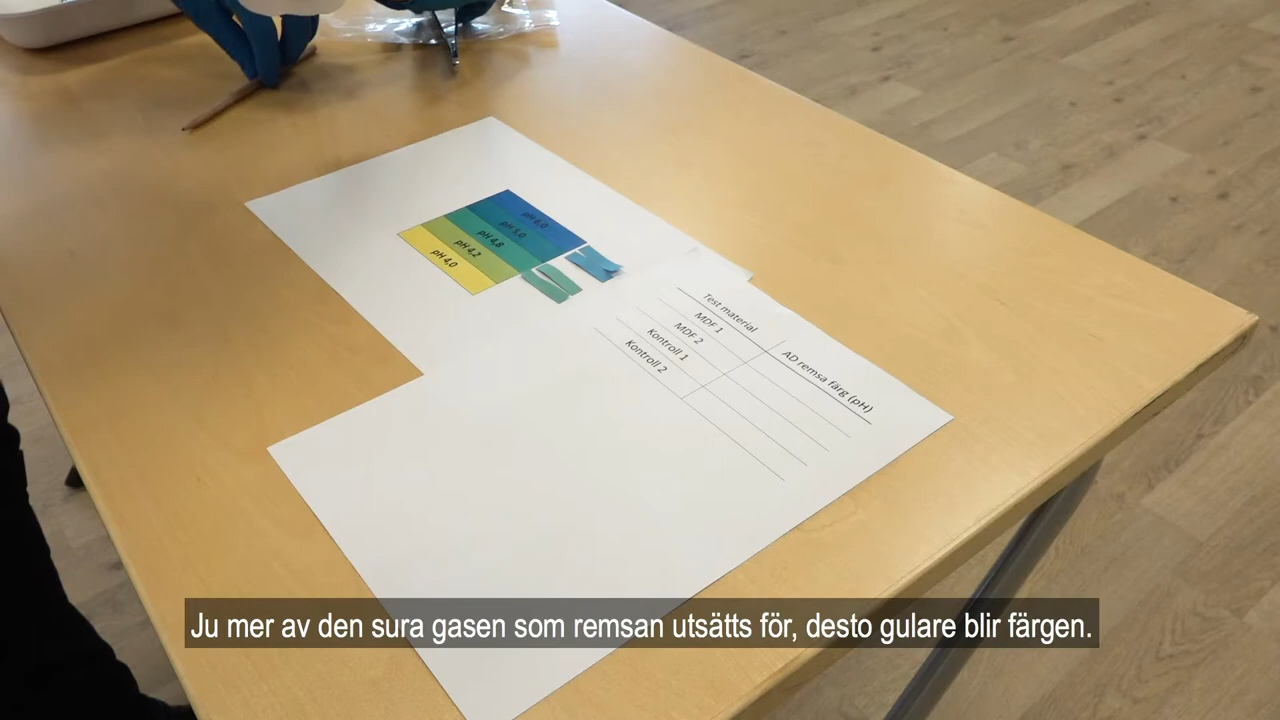 pH 6,0
pH 5,0
pH 4,8
pH 4,2
pH 4,0
Test material
AD remsa färg (pH)
MDF 1
MDF 2
Kontroll 1
Kontroll 2
Ju mer av den sura gasen som remsan utsätts för, desto gulare blir färgen.